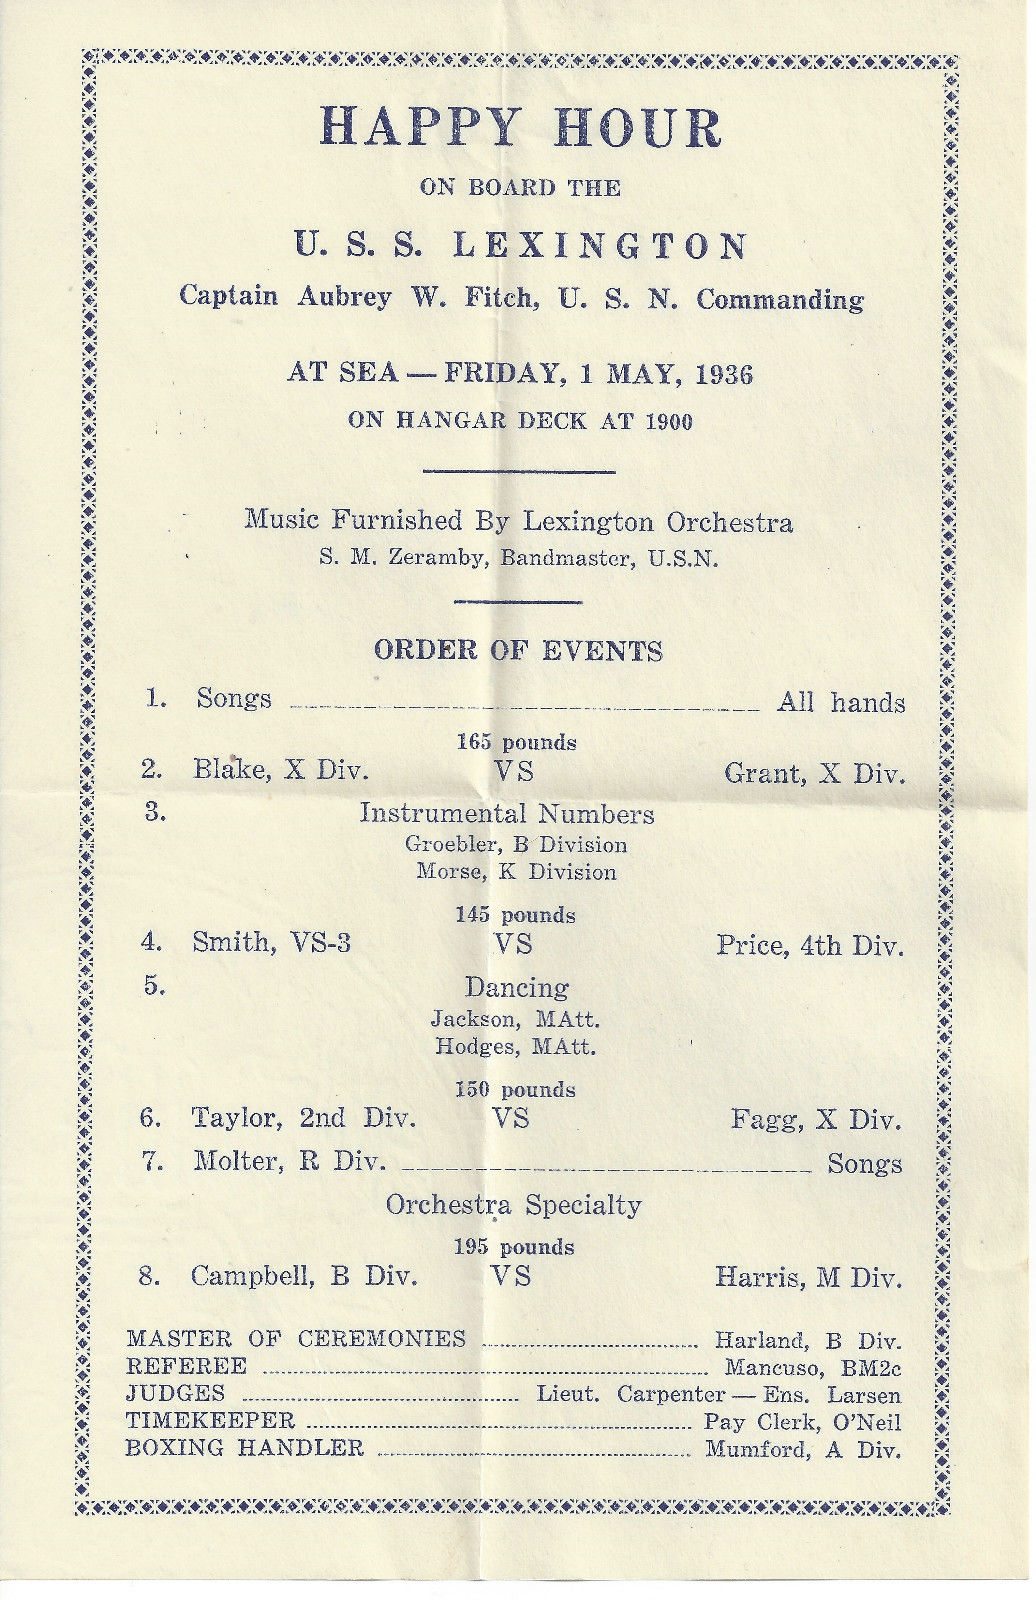 HAPPY HOUR
ON BOARD THE
U. S. S. LEXINGTON
Captain Aubrey W. Fitch, U. S. N. Commanding
AT SEA — FRIDAY, 1 MAY, 1936
ON HANGAR DECK AT 1900
Music Furnished By Lexington Orchestra
S. M. Zeramby, Bandmaster, U.S.N.
ORDER OF EVENTS
1. Songs All hands
165 pounds
2. Blake, X Div. VS Grant, X Div.
3. Instrumental Numbers
Groebler, B Division
Morse, K Division
145 pounds
4. Smith, VS-3 VS Price, 4th Div.
5. Dancing
Jackson, MAtt.
Hodges, MAtt.
150 pounds
6. Taylor, 2nd Div. VS Fagg, X Div.
7. Molter, R Div. Songs
Orchestra Specialty
195 pounds
8. Campbell, B Div. VS Harris, M Div.
MASTER OF CEREMONIES Harland, B Div.
REFEREE Mancuso, BM2c
JUDGES Lieut. Carpenter — Ens. Larsen
TIMEKEEPER Pay Clerk, O'Neil
BOXING HANDLER Mumford, A Div.